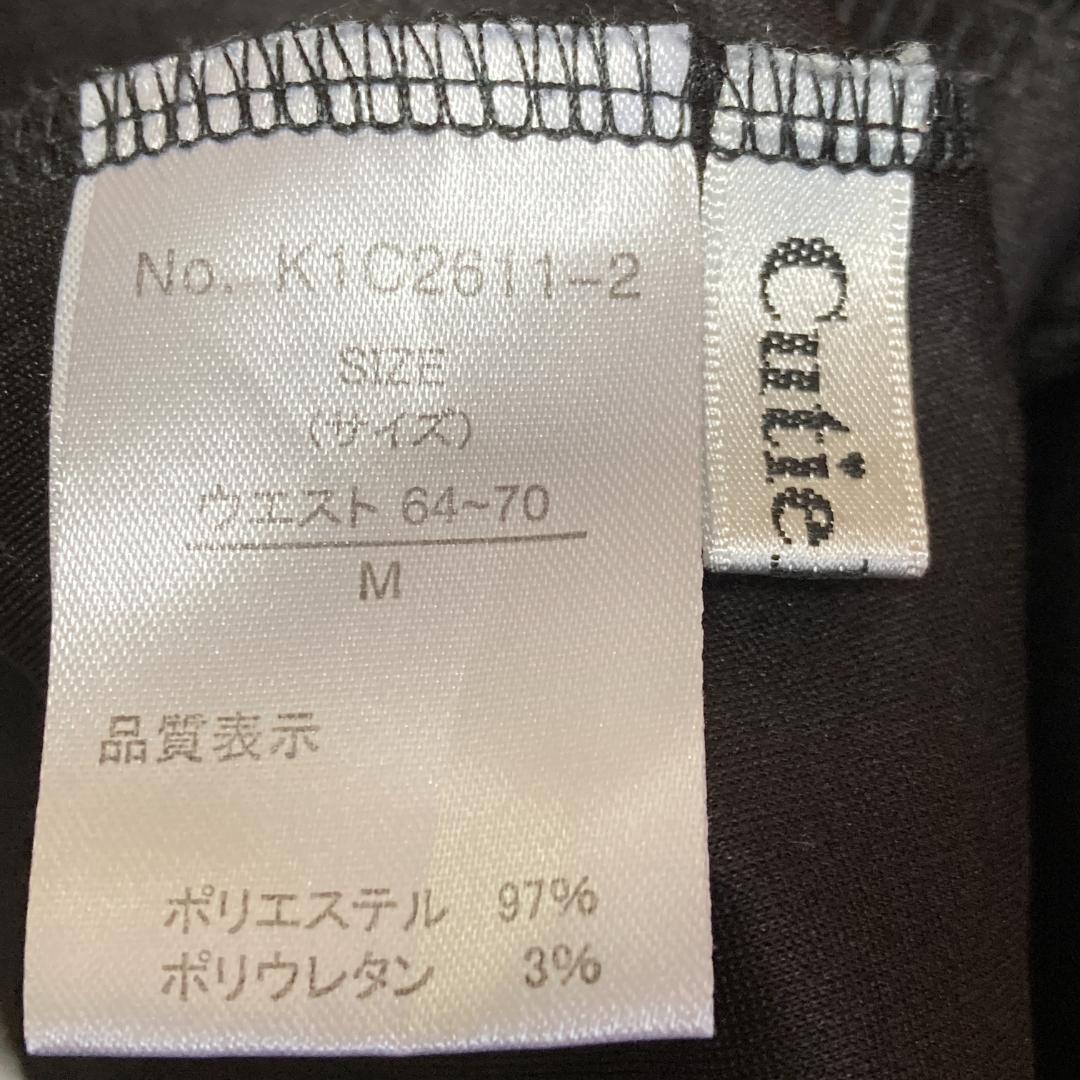 No. K1C2611-2
SIZE
(サイズ)
ウエスト 64~70
M
品質表示
ポリエステル 97%
ポリウレタン 3%
Cutie